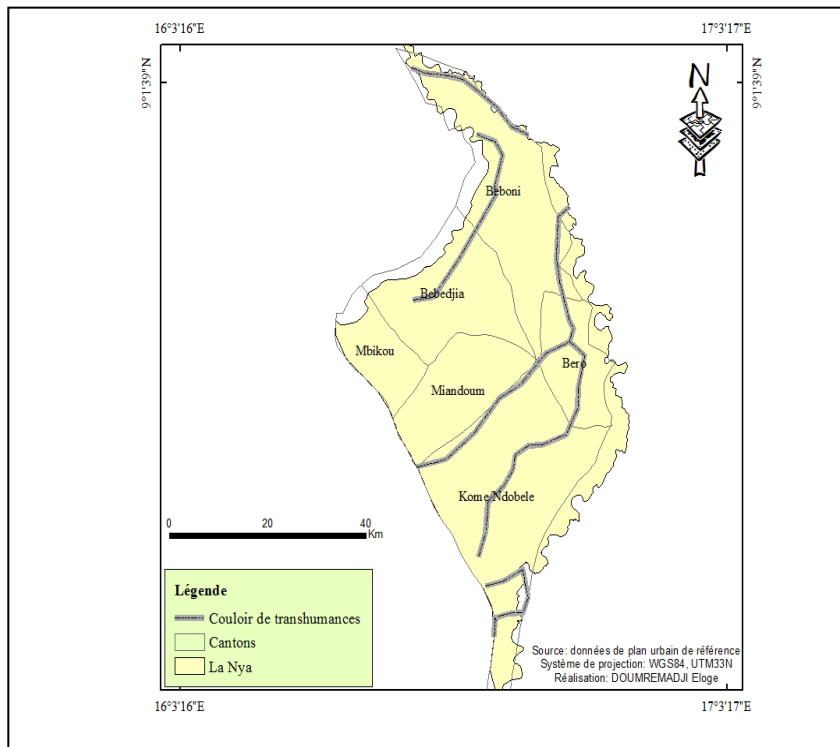 16°3'16"E
17°3'17"E
9°1'39"N
9°1'39"N
N
Beboni
Bebedjia
Mbikou
Bero
Miandoum
Kome Ndobele
0 20 40
Km
Légende
Couloir de transhumances
Cantons
La Nya
Source: données de plan urbain de référence
Système de projection: WGS84, UTM33N
Réalisation: DOUMREMADJI Eloge
16°3'16"E
17°3'17"E